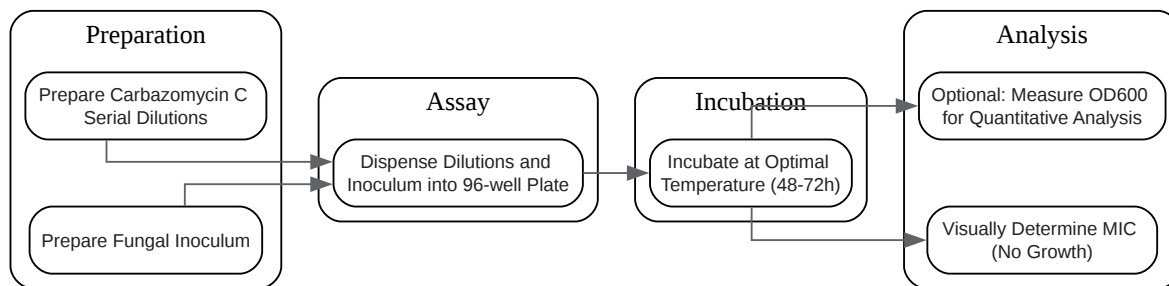 Preparation
Prepare Carbazomycin C
Serial Dilutions
Prepare Fungal Inoculum
Assay
Dispense Dilutions and
Inoculum into 96-well Plate
Incubation
Incubate at Optimal
Temperature (48-72h)
Analysis
Optional: Measure OD600
for Quantitative Analysis
Visually Determine MIC
(No Growth)